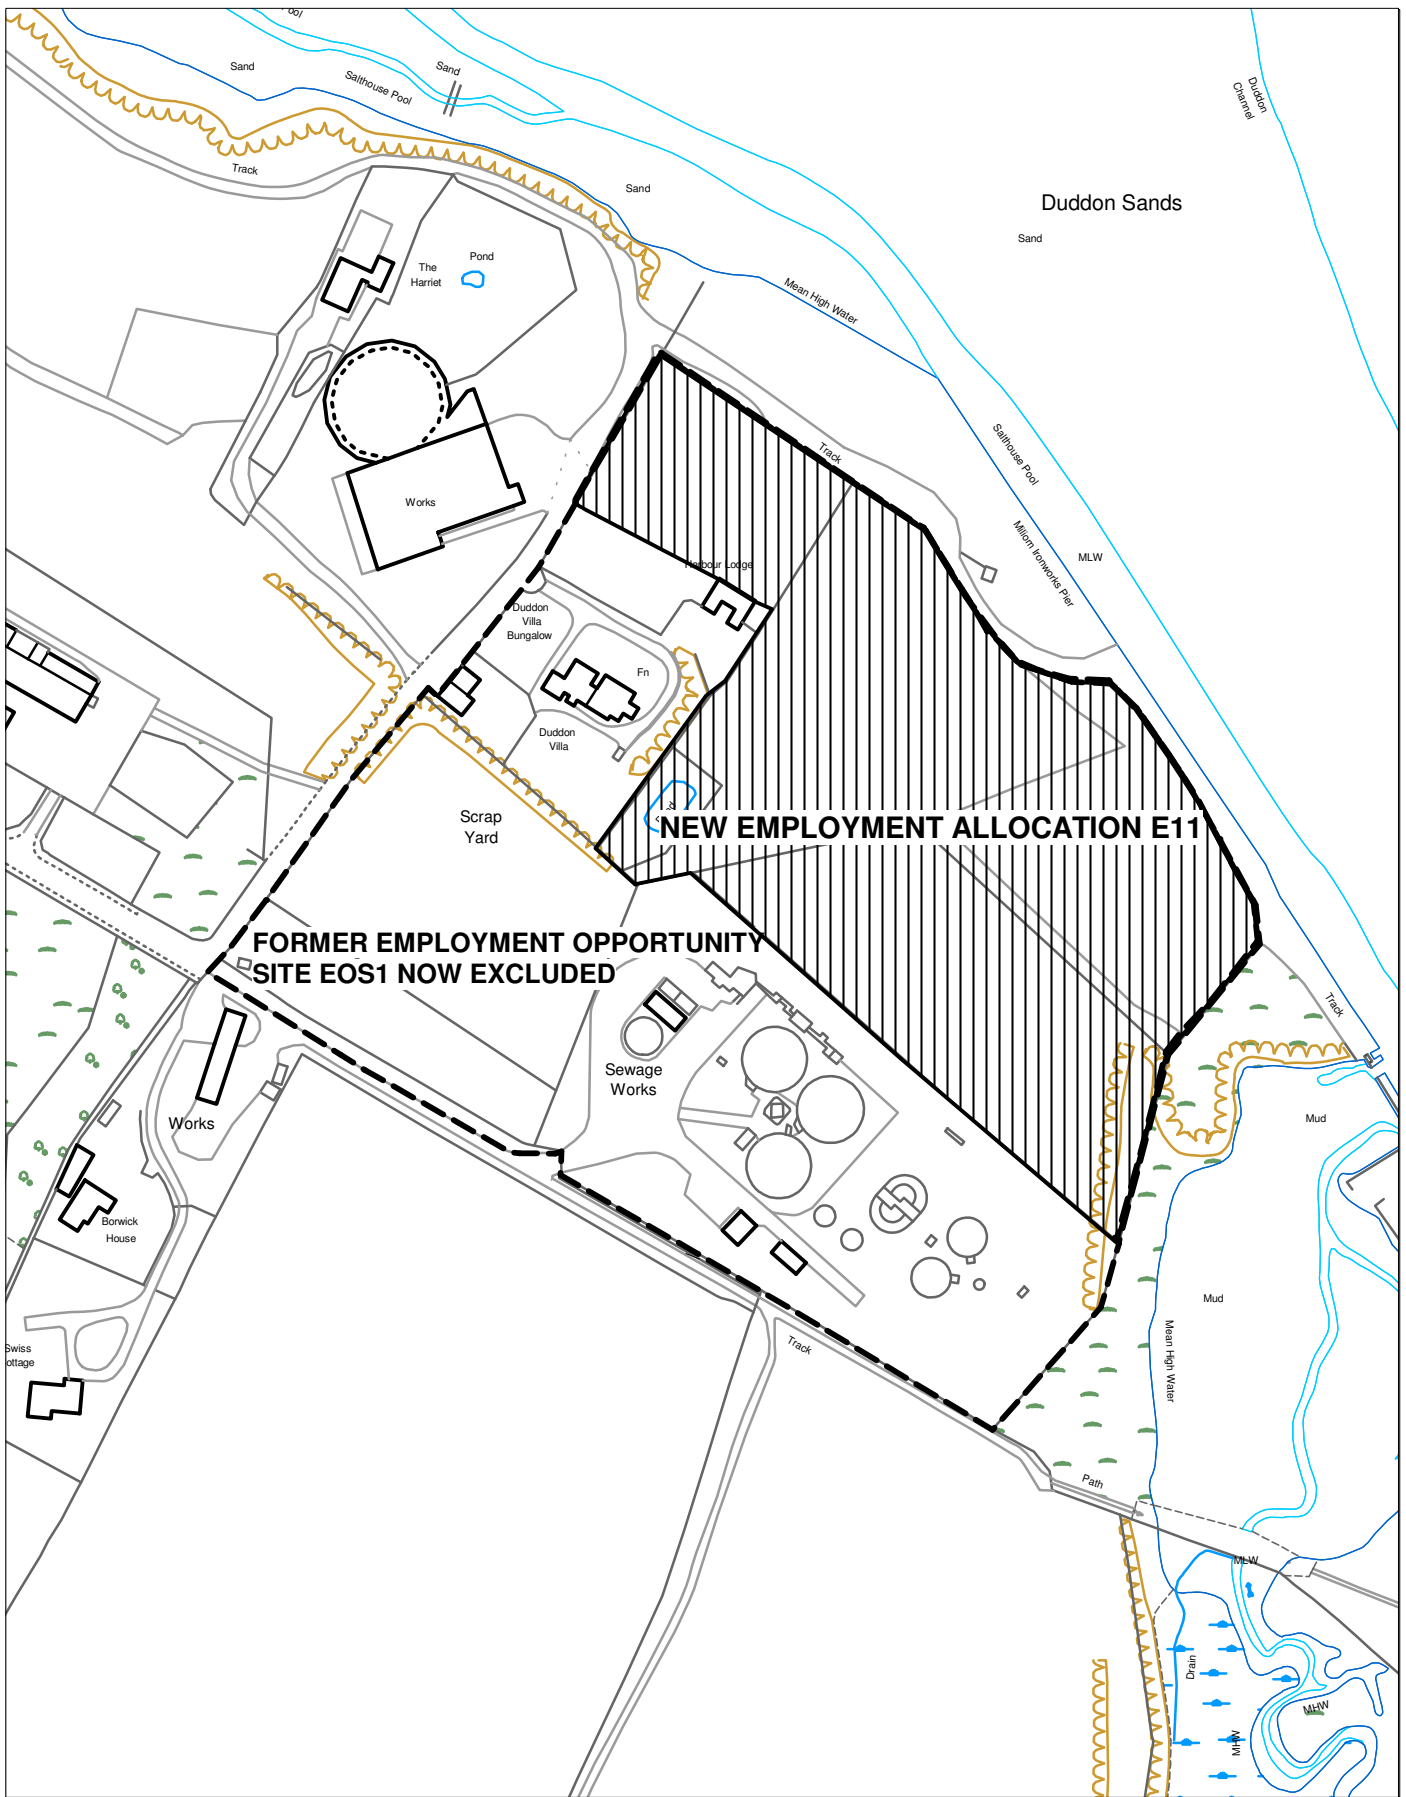 Sand
Salthouse Pool
Sand
Track
Sand
Duddon
Channel
Duddon Sands
Sand
Pond
The
Harriet
Mean High Water
Works
Track
Salthouse Pool
Millom Ironworks Pier
MLW
Harbour Lodge
Duddon
Villa
Bungalow
Fn
Duddon
Villa
Scrap
Yard
NEW EMPLOYMENT ALLOCATION E11
FORMER EMPLOYMENT OPPORTUNITY
SITE EOS1 NOW EXCLUDED
Track
Sewage
Works
Works
Mud
Borwick
House
Mud
Swiss
ottage
Track
Mean High Water
Path
MLW
Drain
MHW
MHW